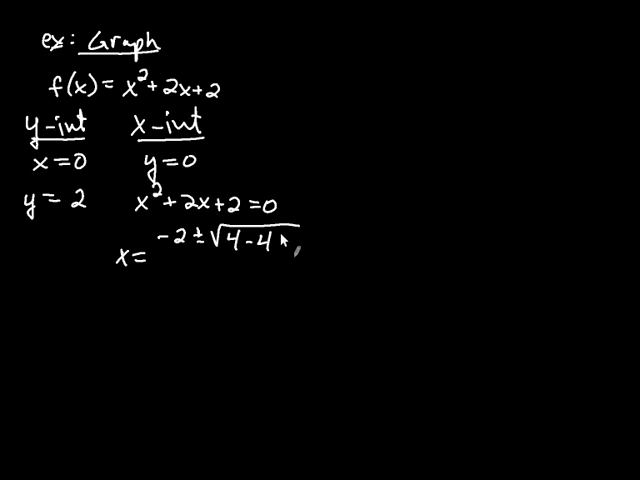 ex: Graph
f(x) = x² + 2x + 2
y-int x-int
x = 0 y = 0
y = 2 x² + 2x + 2 = 0
x = -2 ± √4 - 4